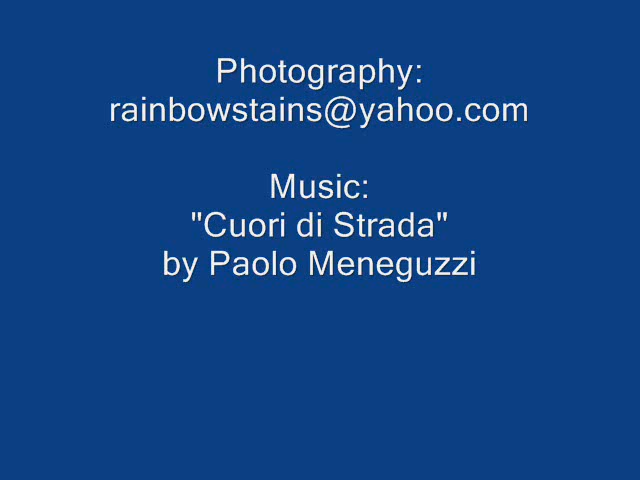 Photography:
rainbowstains@yahoo.com
Music:
"Cuori di Strada"
by Paolo Meneguzzi